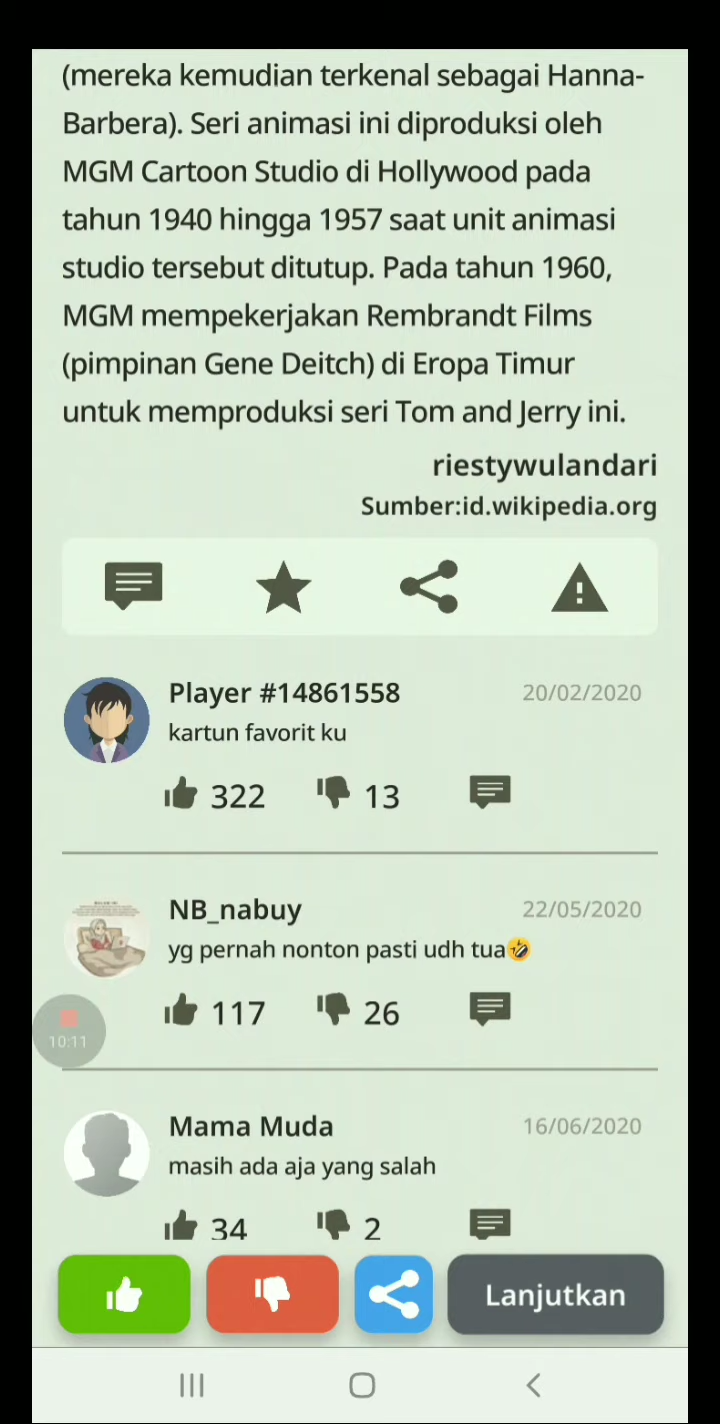 (mereka kemudian terkenal sebagai Hanna-
Barbera). Seri animasi ini diproduksi oleh
MGM Cartoon Studio di Hollywood pada
tahun 1940 hingga 1957 saat unit animasi
studio tersebut ditutup. Pada tahun 1960,
MGM mempekerjakan Rembrandt Films
(pimpinan Gene Deitch) di Eropa Timur
untuk memproduksi seri Tom and Jerry ini.
riestywulandari
Sumber:id.wikipedia.org
Player #14861558 20/02/2020
kartun favorit ku
322 13
NB_nabuy 22/05/2020
yg pernah nonton pasti udh tua🤣
117 26
10:11
Mama Muda 16/06/2020
masih ada aja yang salah
34 2
Lanjutkan